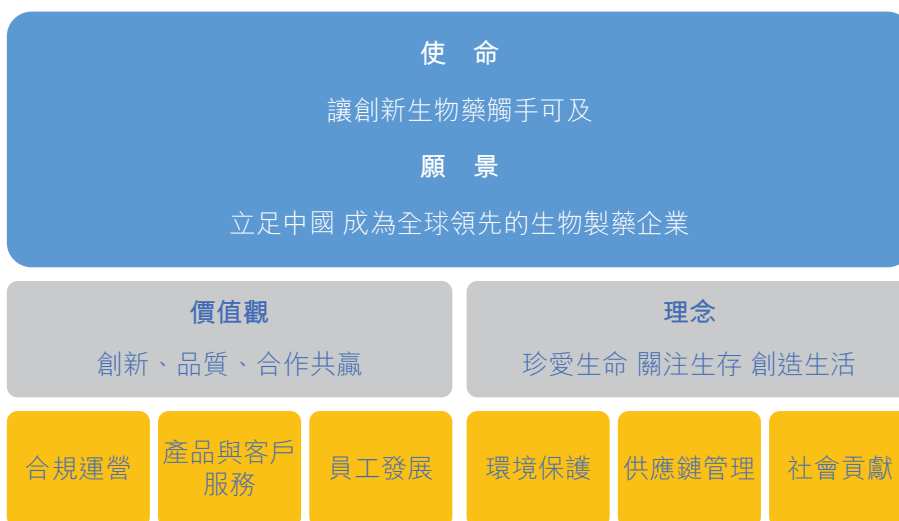 使 命
讓創新生物藥觸手可及
願 景
立足中國 成為全球領先的生物製藥企業
價值觀
創新、品質、合作共贏
理念
珍愛生命 關注生存 創造生活
合規運營
產品與客戶
服務
員工發展
環境保護
供應鏈管理
社會貢獻